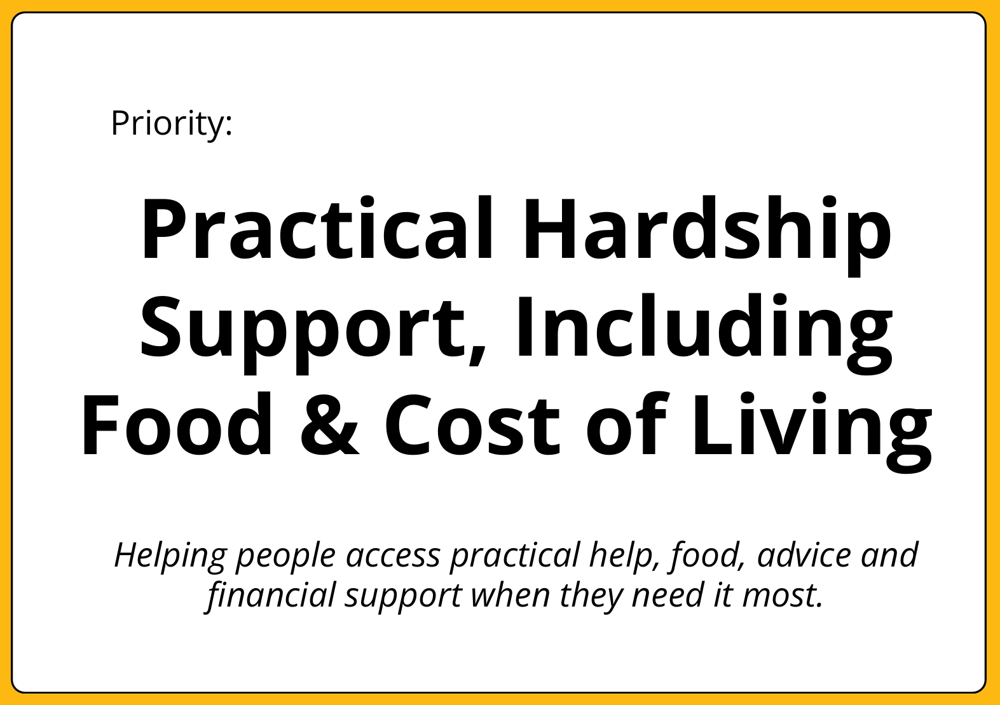 Priority:
Practical Hardship
Support, Including
Food & Cost of Living
Helping people access practical help, food, advice and
financial support when they need it most.